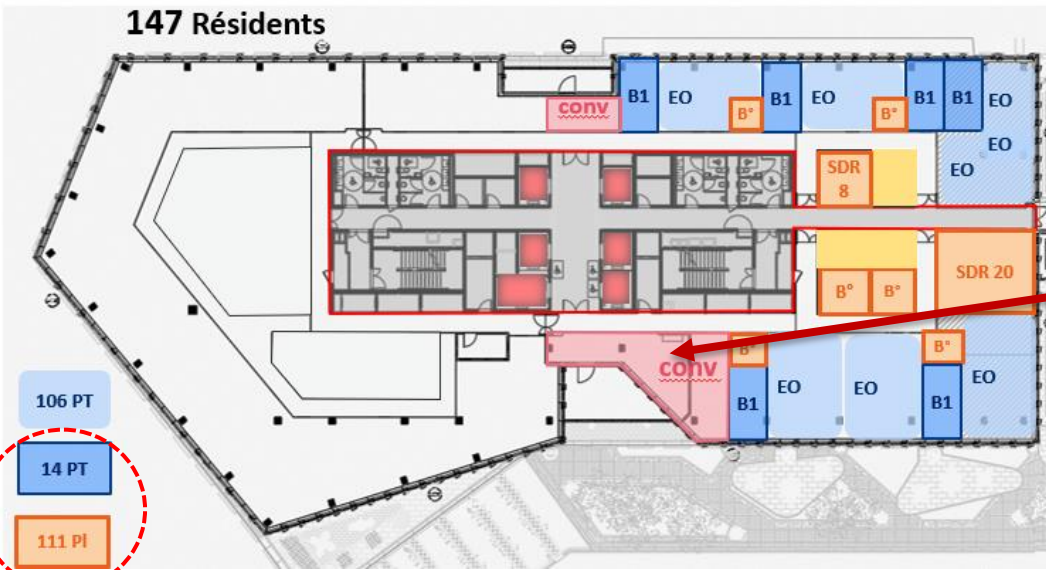 147 Résidents
B1
EO
B1
EO
B1
B1
EO
conv
B°
B°
EO
EO
SDR
8
SDR 20
B°
B°
B°
B°
conv
EO
EO
EO
B1
B1
106 PT
14 PT
111 Pl